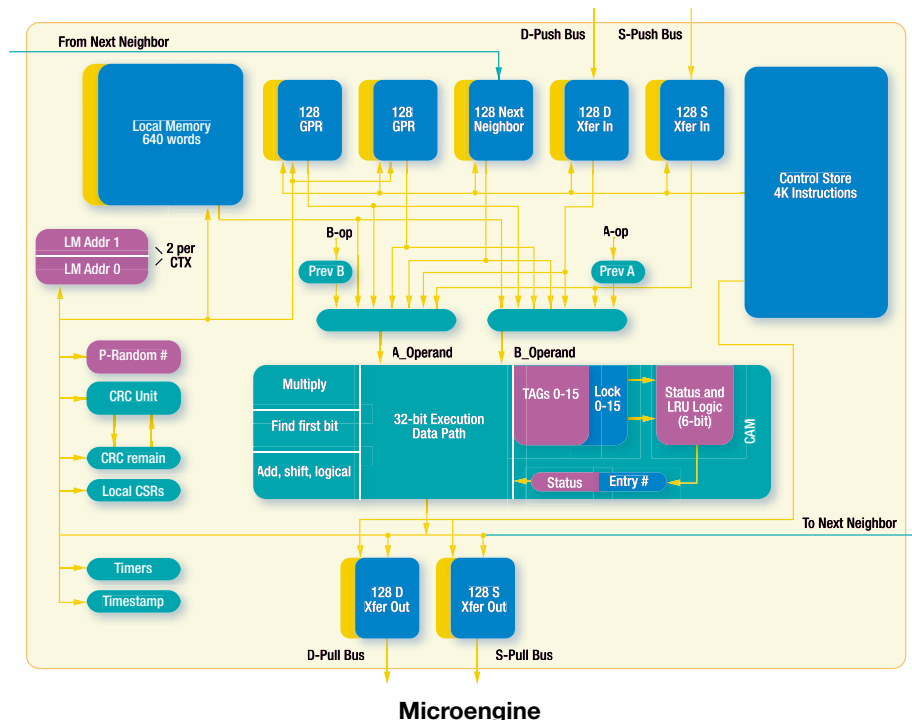 D-Push Bus
S-Push Bus
From Next Neighbor
Local Memory
640 words
128
GPR
128
GPR
128 Next
Neighbor
128 D
Xfer In
128 S
Xfer In
Control Store
4K Instructions
LM Addr 1
LM Addr 0
2 per
CTX
B-op
Prev B
A-op
Prev A
A_Operand
B_Operand
P-Random #
CRC Unit
CRC remain
Local CSRs
Timers
Timestamp
Multiply
Find first bit
Add, shift, logical
32-bit Execution
Data Path
TAGs 0-15
Lock
0-15
Status and
LRU Logic
(6-bit)
CAM
Status
Entry #
To Next Neighbor
128 D
Xfer Out
128 S
Xfer Out
D-Pull Bus
S-Pull Bus
Microengine